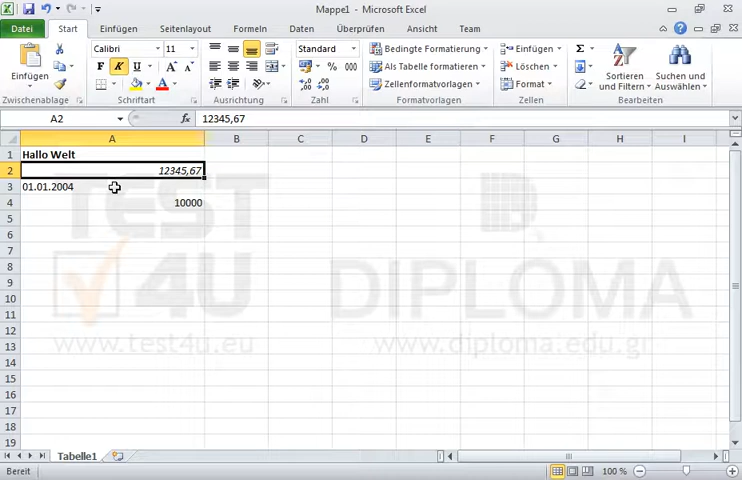 Mappe1 - Microsoft Excel
Datei Start Einfügen Seitenlayout Formeln Daten Überprüfen Ansicht Team
Einfügen
Zwischenablage
Calibri 11
F K U
Schriftart
Ausrichtung
Standard
% 000
Zahl
Bedingte Formatierung
Als Tabelle formatieren
Zellenformatvorlagen
Formatvorlagen
Einfügen
Löschen
Format
Zellen
Σ
Sortieren und Filtern
Suchen und Auswählen
Bearbeiten
A2 fx 12345,67
A B C D E F G H I
1 Hallo Welt
2 12345,67
3 01.01.2004
4 10000
5
6
7
8
9
10
11
12
13
14
15
16
17
18
19
TEST 4U DIPLOMA
www.test4u.eu www.diploma.edu.gr
Tabelle1
Bereit 100 %